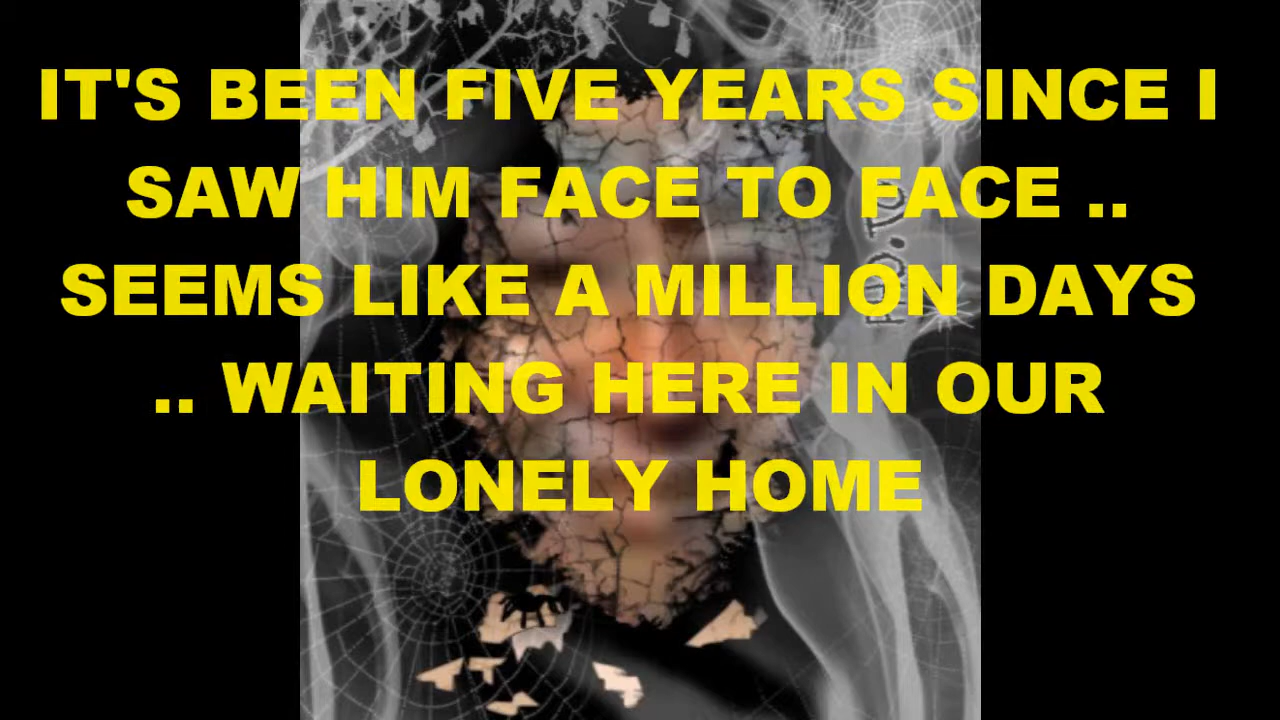 IT'S BEEN FIVE YEARS SINCE I
SAW HIM FACE TO FACE ..
SEEMS LIKE A MILLION DAYS
.. WAITING HERE IN OUR
LONELY HOME